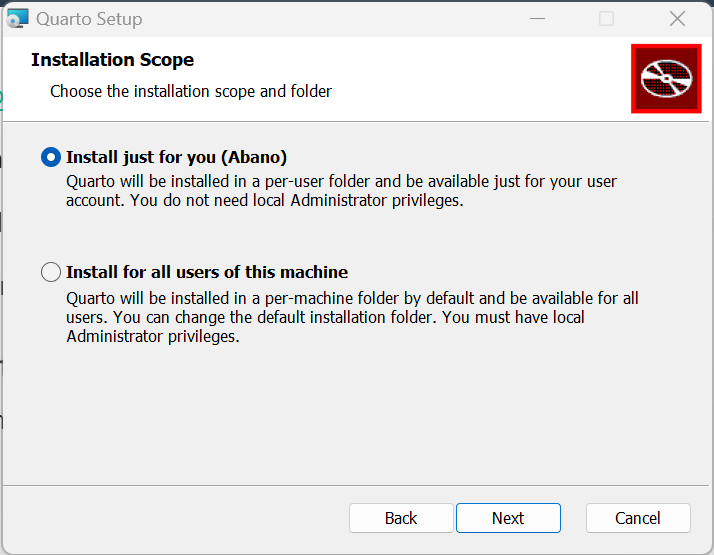 Quarto Setup
Installation Scope
Choose the installation scope and folder
Install just for you (Abano)
Quarto will be installed in a per-user folder and be available just for your user
account. You do not need local Administrator privileges.
Install for all users of this machine
Quarto will be installed in a per-machine folder by default and be available for all
users. You can change the default installation folder. You must have local
Administrator privileges.
Back
Next
Cancel